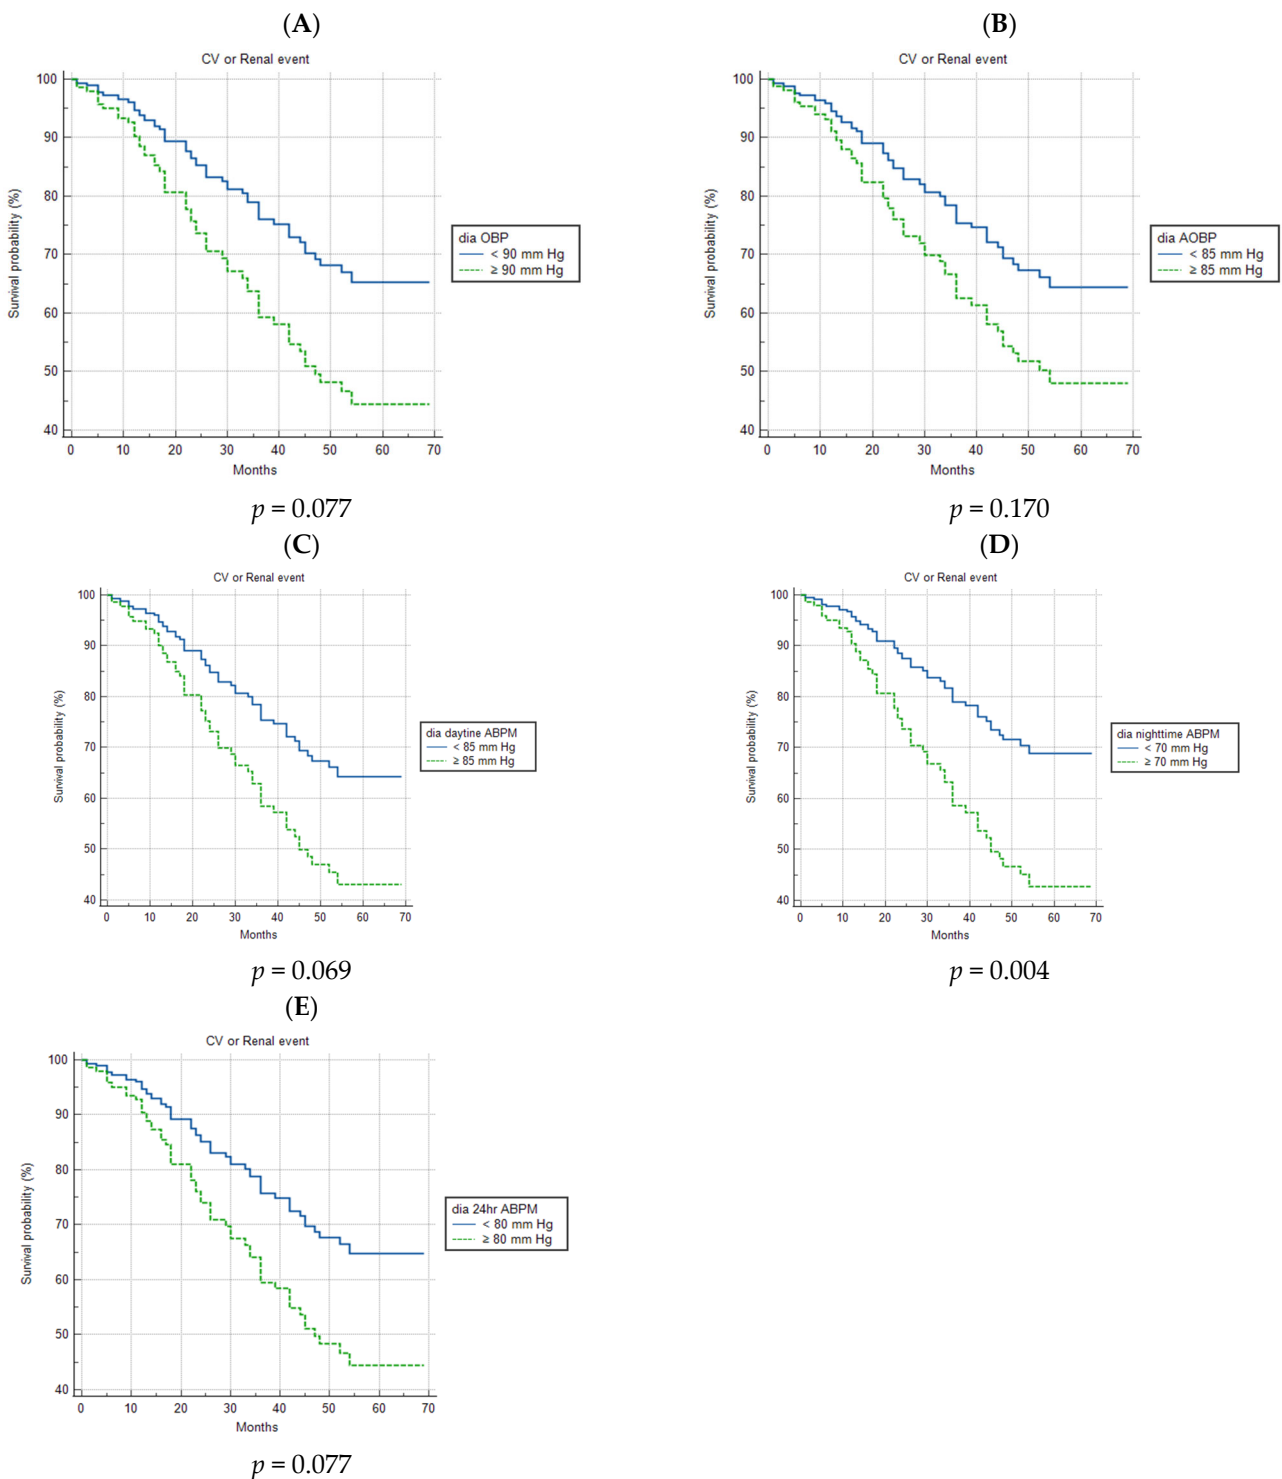 (A)
CV or Renal event
100
90
80
70
60
50
40
Survival probability (%)
0 10 20 30 40 50 60 70
Months
dia OBP
< 90 mm Hg
≥ 90 mm Hg
p = 0.077
(B)
CV or Renal event
100
90
80
70
60
50
40
Survival probability (%)
0 10 20 30 40 50 60 70
Months
dia AOBP
< 85 mm Hg
≥ 85 mm Hg
p = 0.170
(C)
CV or Renal event
100
90
80
70
60
50
40
Survival probability (%)
0 10 20 30 40 50 60 70
Months
dia daytine ABPM
< 85 mm Hg
≥ 85 mm Hg
p = 0.069
(D)
CV or Renal event
100
90
80
70
60
50
40
Survival probability (%)
0 10 20 30 40 50 60 70
Months
dia nighttime ABPM
< 70 mm Hg
≥ 70 mm Hg
p = 0.004
(E)
CV or Renal event
100
90
80
70
60
50
40
Survival probability (%)
0 10 20 30 40 50 60 70
Months
dia 24hr ABPM
< 80 mm Hg
≥ 80 mm Hg
p = 0.077